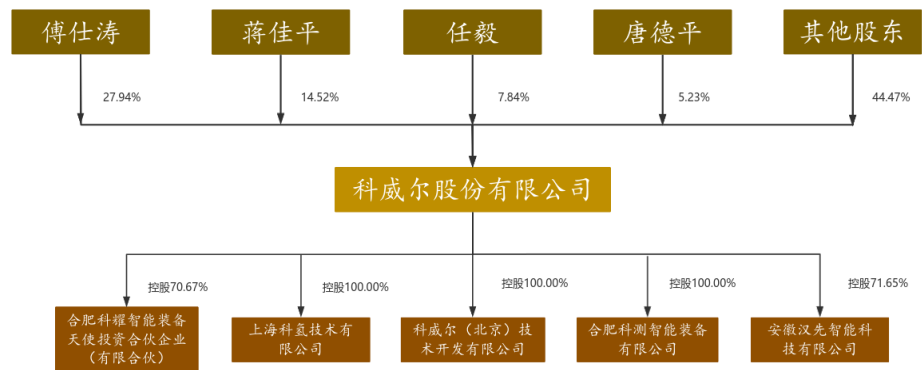 傅仕涛
蒋佳平
任毅
唐德平
其他股东
27.94%
14.52%
7.84%
5.23%
44.47%
科威尔股份有限公司
控股70.67%
控股100.00%
控股100.00%
控股100.00%
控股71.65%
合肥科耀智能装备
天使投资合伙企业
（有限合伙）
上海科氢技术有
限公司
科威尔（北京）技
术开发有限公司
合肥科测智能装备
有限公司
安徽汉先智能科
技有限公司